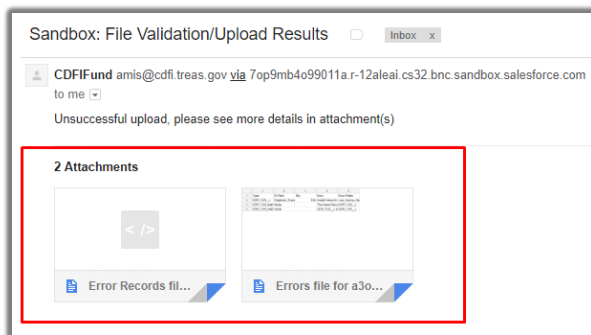 Sandbox: File Validation/Upload Results Inbox x
CDFIFund amis@cdfi.treas.gov via 7op9mb4o99011a.r-12aleai.cs32.bnc.sandbox.salesforce.com
to me
Unsuccessful upload, please see more details in attachment(s)
2 Attachments
</>
Error Records fil...
Errors file for a3o...